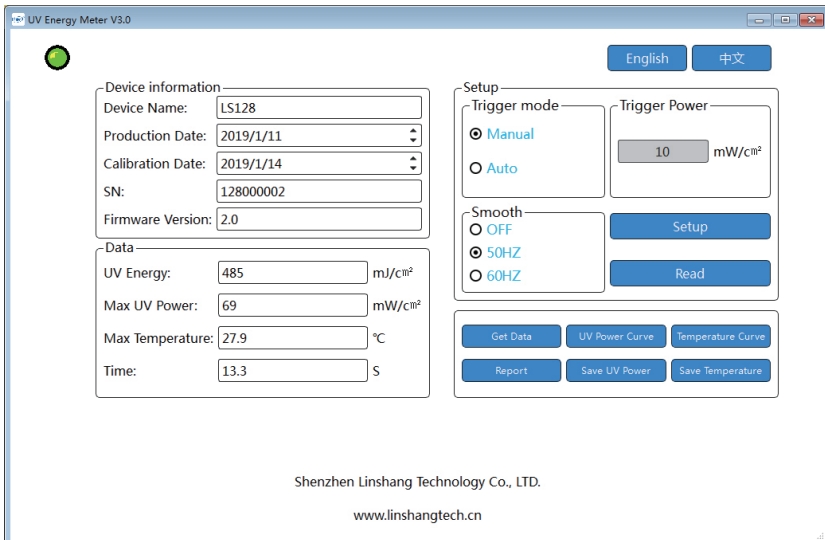 UV Energy Meter V3.0
English 中文
Device information
Device Name: LS128
Production Date: 2019/1/11
Calibration Date: 2019/1/14
SN: 128000002
Firmware Version: 2.0
Data
UV Energy: 485 mJ/cm²
Max UV Power: 69 mW/cm²
Max Temperature: 27.9 ℃
Time: 13.3 S
Setup
Trigger mode
Manual
Auto
Trigger Power
10 mW/cm²
Smooth
OFF
50HZ
60HZ
Setup
Read
Get Data UV Power Curve Temperature Curve
Report Save UV Power Save Temperature
Shenzhen Linshang Technology Co., LTD.
www.linshangtech.cn